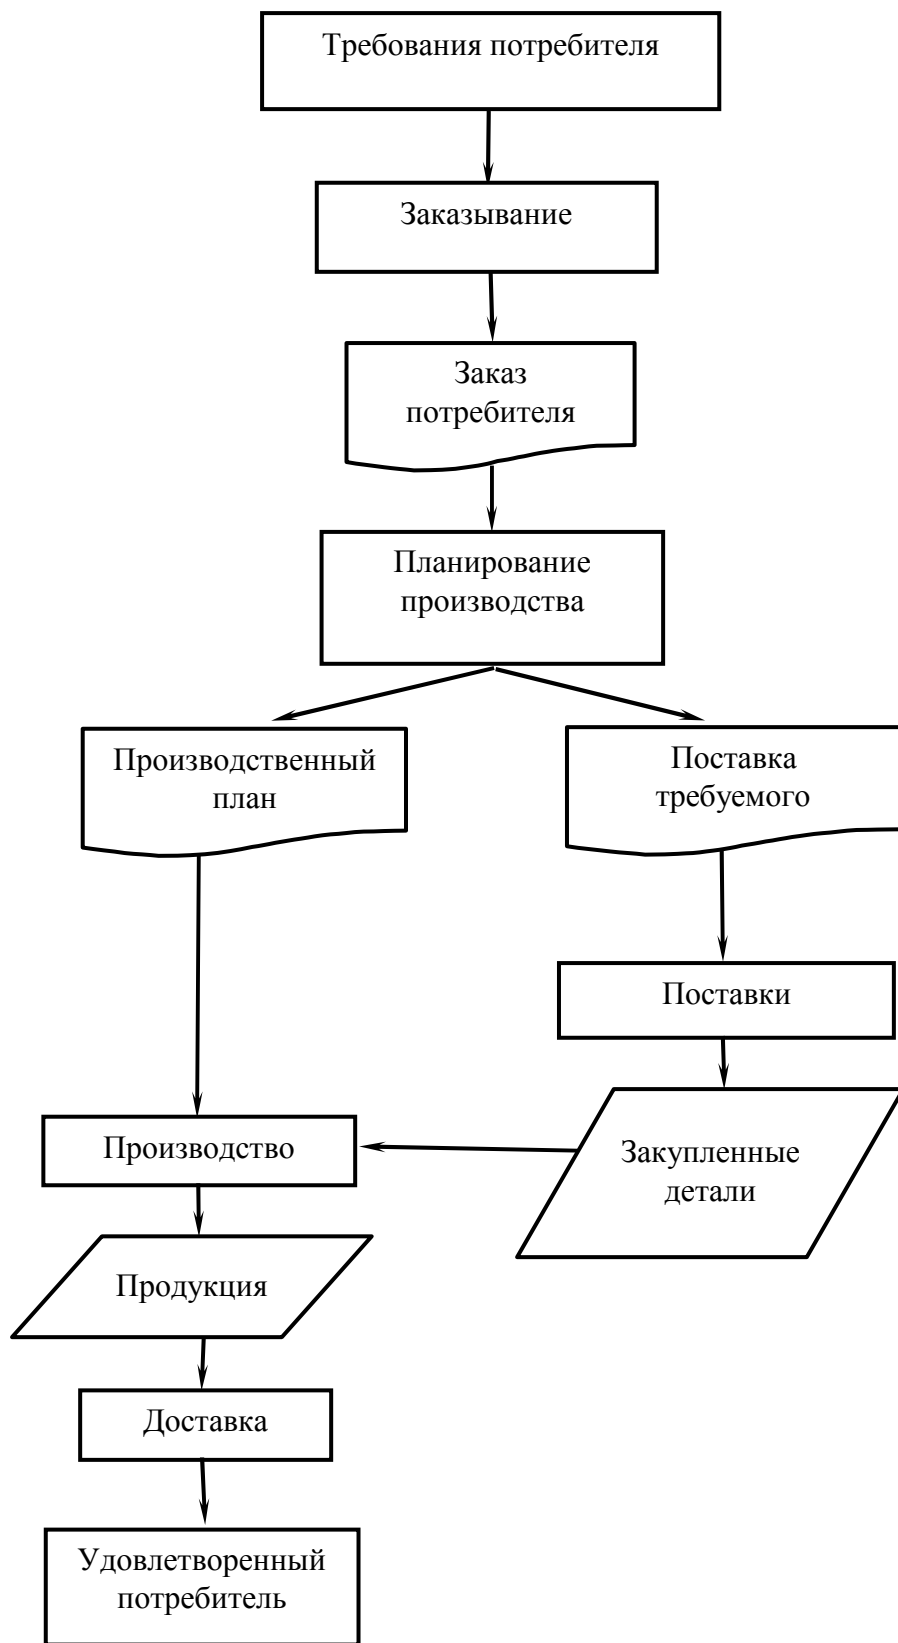 Требования потребителя
Заказывание
Заказ
потребителя
Планирование
производства
Производственный
план
Поставка
требуемого
Поставки
Закупленные
детали
Производство
Продукция
Доставка
Удовлетворенный
потребитель